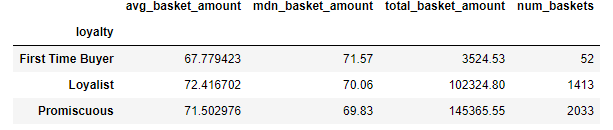 avg_basket_amount mdn_basket_amount total_basket_amount num_baskets
loyalty
First Time Buyer 67.779423 71.57 3524.53 52
Loyalist 72.416702 70.06 102324.80 1413
Promiscuous 71.502976 69.83 145365.55 2033